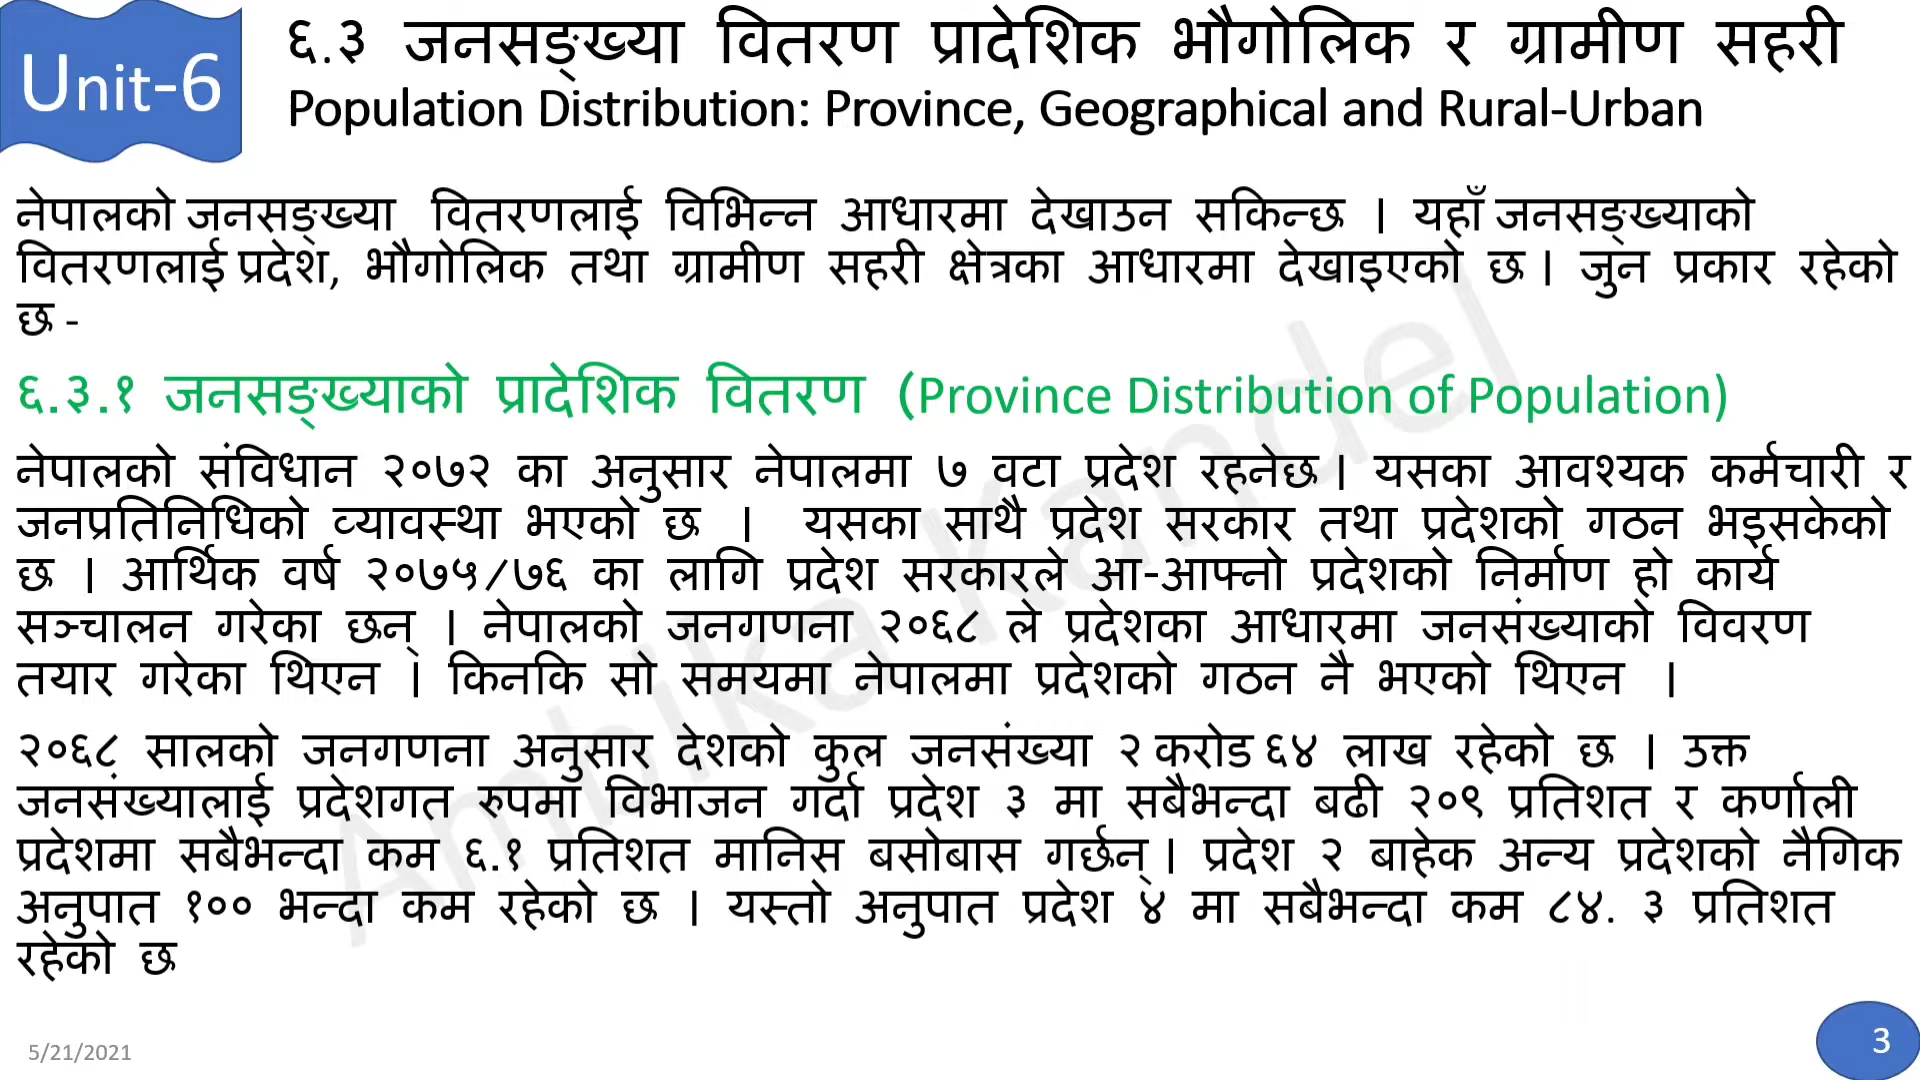 Unit-6
६.३ जनसङ्ख्या वितरण प्रादेशिक भौगोलिक र ग्रामीण सहरी
Population Distribution: Province, Geographical and Rural-Urban
नेपालको जनसङ्ख्या वितरणलाई विभिन्न आधारमा देखाउन सकिन्छ । यहाँ जनसङ्ख्याको
वितरणलाई प्रदेश, भौगोलिक तथा ग्रामीण सहरी क्षेत्रका आधारमा देखाइएको छ । जुन प्रकार रहेको
छ -
६.३.१ जनसङ्ख्याको प्रादेशिक वितरण (Province Distribution of Population)
नेपालको संविधान २०७२ का अनुसार नेपालमा ७ वटा प्रदेश रहनेछ । यसका आवश्यक कर्मचारी र
जनप्रतिनिधिको व्यावस्था भएको छ । यसका साथै प्रदेश सरकार तथा प्रदेशको गठन भइसकेको
छ । आर्थिक वर्ष २०७५/७६ का लागि प्रदेश सरकारले आ-आफ्नो प्रदेशको निर्माण हो कार्य
सञ्चालन गरेका छन् । नेपालको जनगणना २०६८ ले प्रदेशका आधारमा जनसंख्याको विवरण
तयार गरेका थिएन । किनकि सो समयमा नेपालमा प्रदेशको गठन नै भएको थिएन ।
२०६८ सालको जनगणना अनुसार देशको कुल जनसंख्या २ करोड ६४ लाख रहेको छ । उक्त
जनसंख्यालाई प्रदेशगत रुपमा विभाजन गर्दा प्रदेश ३ मा सबैभन्दा बढी २०९ प्रतिशत र कर्णाली
प्रदेशमा सबैभन्दा कम ६.१ प्रतिशत मानिस बसोबास गर्छन् । प्रदेश २ बाहेक अन्य प्रदेशको नैगिक
अनुपात १०० भन्दा कम रहेको छ । यस्तो अनुपात प्रदेश ४ मा सबैभन्दा कम ८४. ३ प्रतिशत
रहेको छ
Ambika Kandel
5/21/2021
3